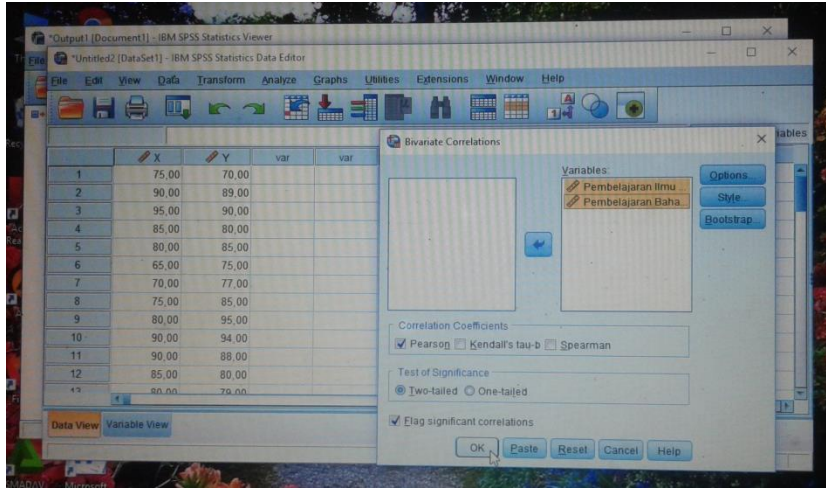 *Output1 [Document1] - IBM SPSS Statistics Viewer
*Untitled2 [DataSet1] - IBM SPSS Statistics Data Editor
File Edit View Data Transform Analyze Graphs Utilities Extensions Window Help
X Y var var
1 75,00 70,00
2 90,00 89,00
3 95,00 90,00
4 85,00 80,00
5 80,00 85,00
6 65,00 75,00
7 70,00 77,00
8 75,00 85,00
9 80,00 95,00
10 90,00 94,00
11 90,00 88,00
12 85,00 80,00
Data View Variable View
Bivariate Correlations
Variables:
Pembelajaran Ilmu ...
Pembelajaran Baha...
Options...
Style...
Bootstrap...
Correlation Coefficients
Pearson Kendall's tau-b Spearman
Test of Significance
Two-tailed One-tailed
Flag significant correlations
OK Paste Reset Cancel Help
SMADAV Microsoft